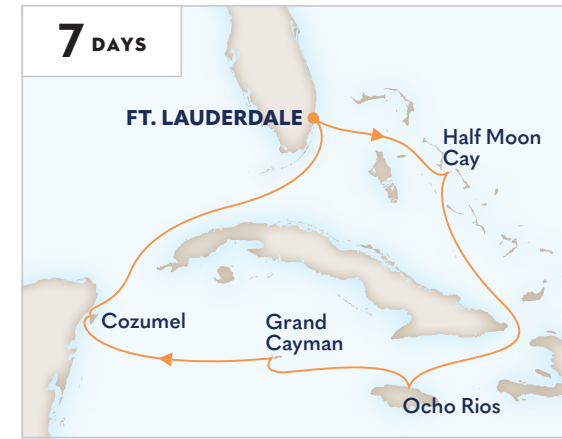 7 DAYS
FT. LAUDERDALE
Half Moon
Cay
Cozumel
Grand
Cayman
Ocho Rios